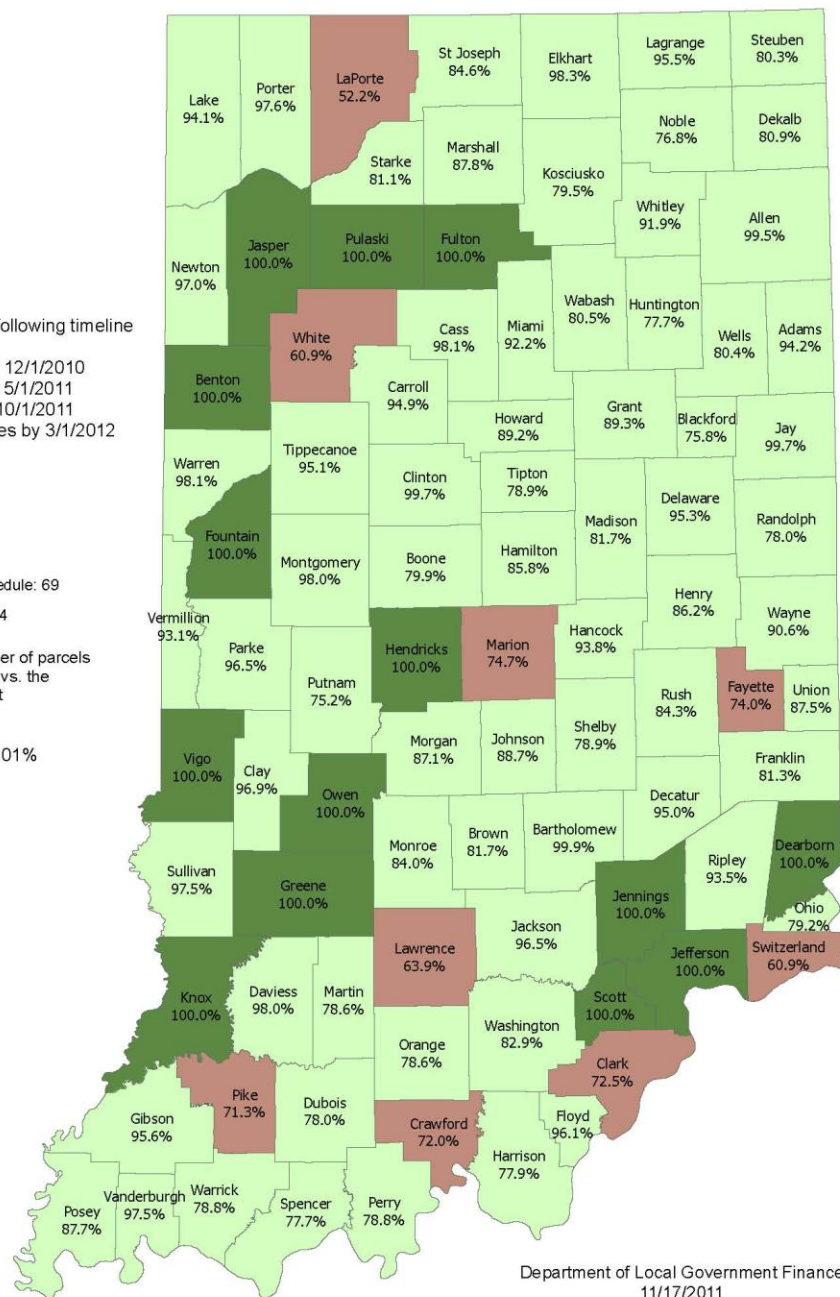 St Joseph
84.6%
Elkhart
98.3%
Lagrange
95.5%
Steuben
80.3%
LaPorte
52.2%
Lake
94.1%
Porter
97.6%
Noble
76.8%
Dekalb
80.9%
Starke
81.1%
Marshall
87.8%
Kosciusko
79.5%
Whitley
91.9%
Allen
99.5%
Jasper
100.0%
Pulaski
100.0%
Fulton
100.0%
Newton
97.0%
following timeline
12/1/2010
5/1/2011
10/1/2011
es by 3/1/2012
White
60.9%
Cass
98.1%
Miami
92.2%
Wabash
80.5%
Huntington
77.7%
Wells
80.4%
Adams
94.2%
Benton
100.0%
Carroll
94.9%
Howard
89.2%
Grant
89.3%
Blackford
75.8%
Jay
99.7%
Warren
98.1%
Tippecanoe
95.1%
Clinton
99.7%
Tipton
78.9%
Delaware
95.3%
Randolph
78.0%
Fountain
100.0%
Montgomery
98.0%
Boone
79.9%
Hamilton
85.8%
Madison
81.7%
Henry
86.2%
Wayne
90.6%
edule: 69
4
er of parcels
vs. the
t
01%
Vermillion
93.1%
Parke
96.5%
Putnam
75.2%
Hendricks
100.0%
Marion
74.7%
Hancock
93.8%
Rush
84.3%
Fayette
74.0%
Union
87.5%
Vigo
100.0%
Clay
96.9%
Owen
100.0%
Morgan
87.1%
Johnson
88.7%
Shelby
78.9%
Franklin
81.3%
Decatur
95.0%
Sullivan
97.5%
Greene
100.0%
Monroe
84.0%
Brown
81.7%
Bartholomew
99.9%
Jennings
100.0%
Ripley
93.5%
Dearborn
100.0%
Ohio
79.2%
Lawrence
63.9%
Jackson
96.5%
Jefferson
100.0%
Switzerland
60.9%
Knox
100.0%
Daviess
98.0%
Martin
78.6%
Orange
78.6%
Washington
82.9%
Scott
100.0%
Clark
72.5%
Gibson
95.6%
Pike
71.3%
Dubois
78.0%
Crawford
72.0%
Harrison
77.9%
Floyd
96.1%
Posey
87.7%
Vanderburgh
97.5%
Warrick
78.8%
Spencer
77.7%
Perry
78.8%
Department of Local Government Finance
11/17/2011